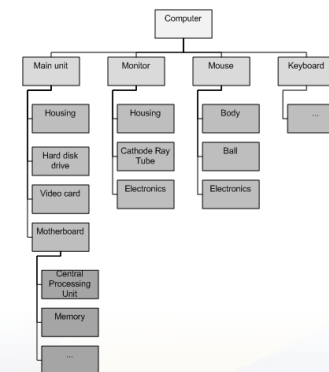 Computer
Main unit
Monitor
Mouse
Keyboard
Housing
Housing
Body
...
Hard disk
drive
Cathode Ray
Tube
Ball
Video card
Electronics
Electronics
Motherboard
Central
Processing
Unit
Memory
...